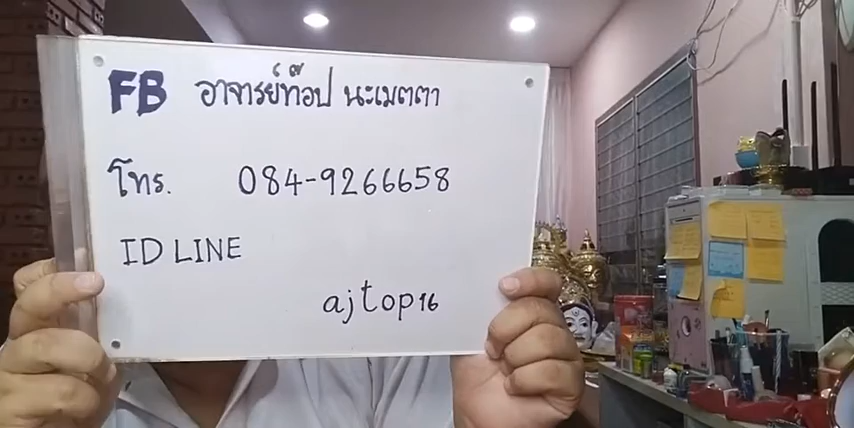 FB อาจารย์ท๊อป นะเมตตา
โทร. 084-9266658
ID LINE
ajtop16